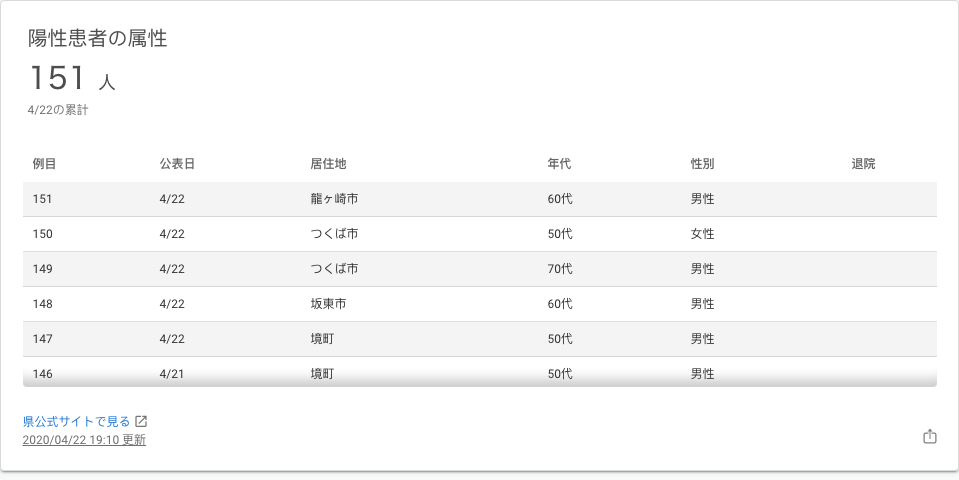 陽性患者の属性
151 人
4/22の累計
例目 公表日 居住地 年代 性別 退院
151 4/22 龍ヶ崎市 60代 男性
150 4/22 つくば市 50代 女性
149 4/22 つくば市 70代 男性
148 4/22 坂東市 60代 男性
147 4/22 境町 50代 男性
146 4/21 境町 50代 男性
県公式サイトで見る
2020/04/22 19:10 更新